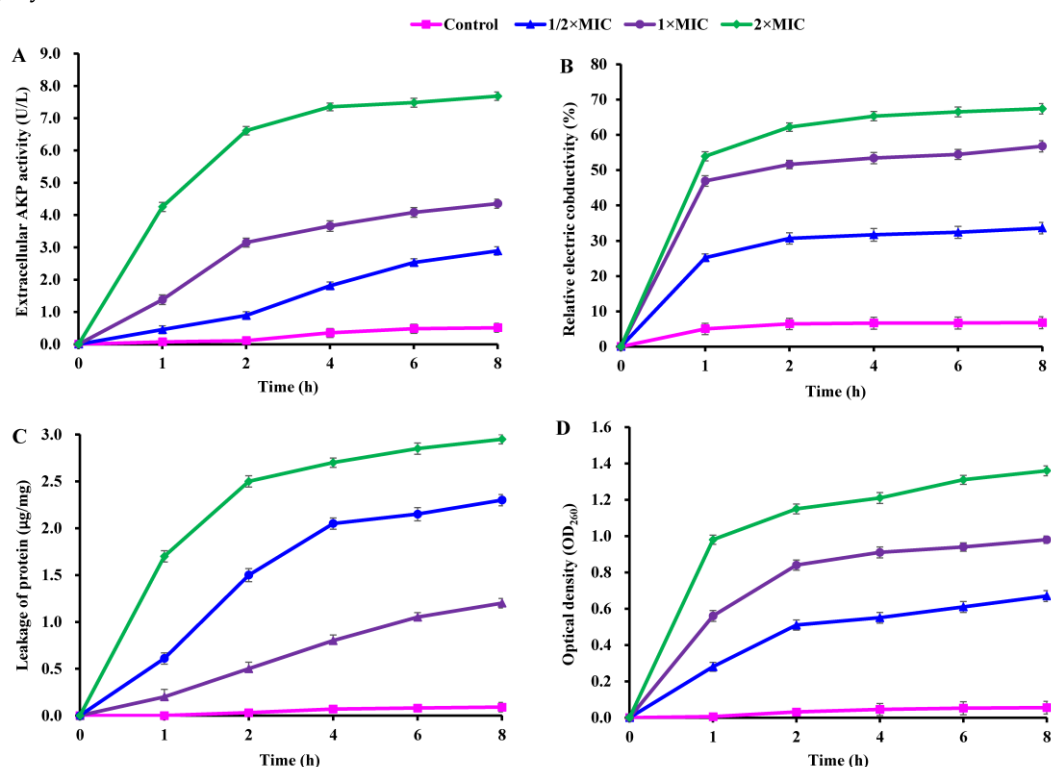 Control 1/2×MIC 1×MIC 2×MIC
A
Extracellular AKP activity (U/L)
9.0
8.0
7.0
6.0
5.0
4.0
3.0
2.0
1.0
0.0
0 1 2 4 6 8
Time (h)
B
Relative electric cobductivity (%)
80
70
60
50
40
30
20
10
0
0 1 2 4 6 8
Time (h)
C
Leakage of protein (μg/mg)
3.0
2.5
2.0
1.5
1.0
0.5
0.0
0 1 2 4 6 8
Time (h)
D
Optical density (OD260)
1.6
1.4
1.2
1.0
0.8
0.6
0.4
0.2
0.0
0 1 2 4 6 8
Time (h)